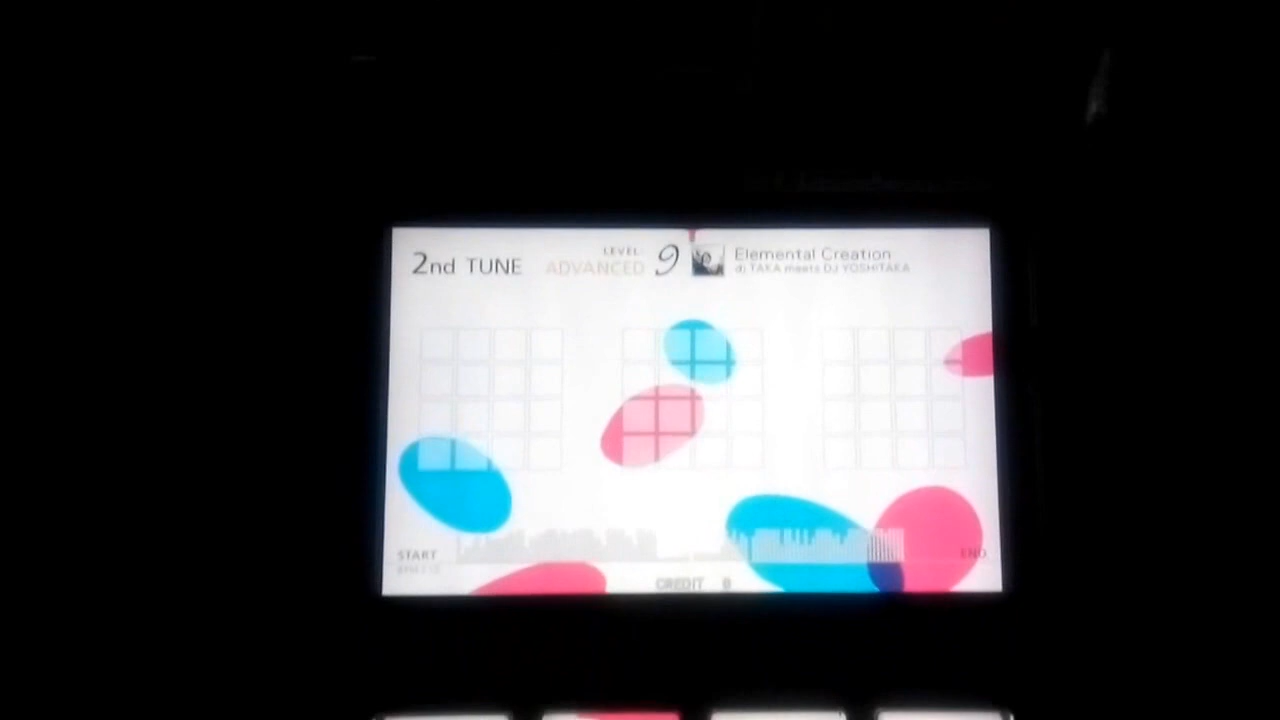 2nd TUNE
LEVEL:
ADVANCED 9
Elemental Creation
dj TAKA meets DJ YOSHITAKA
START
END
CREDIT 0